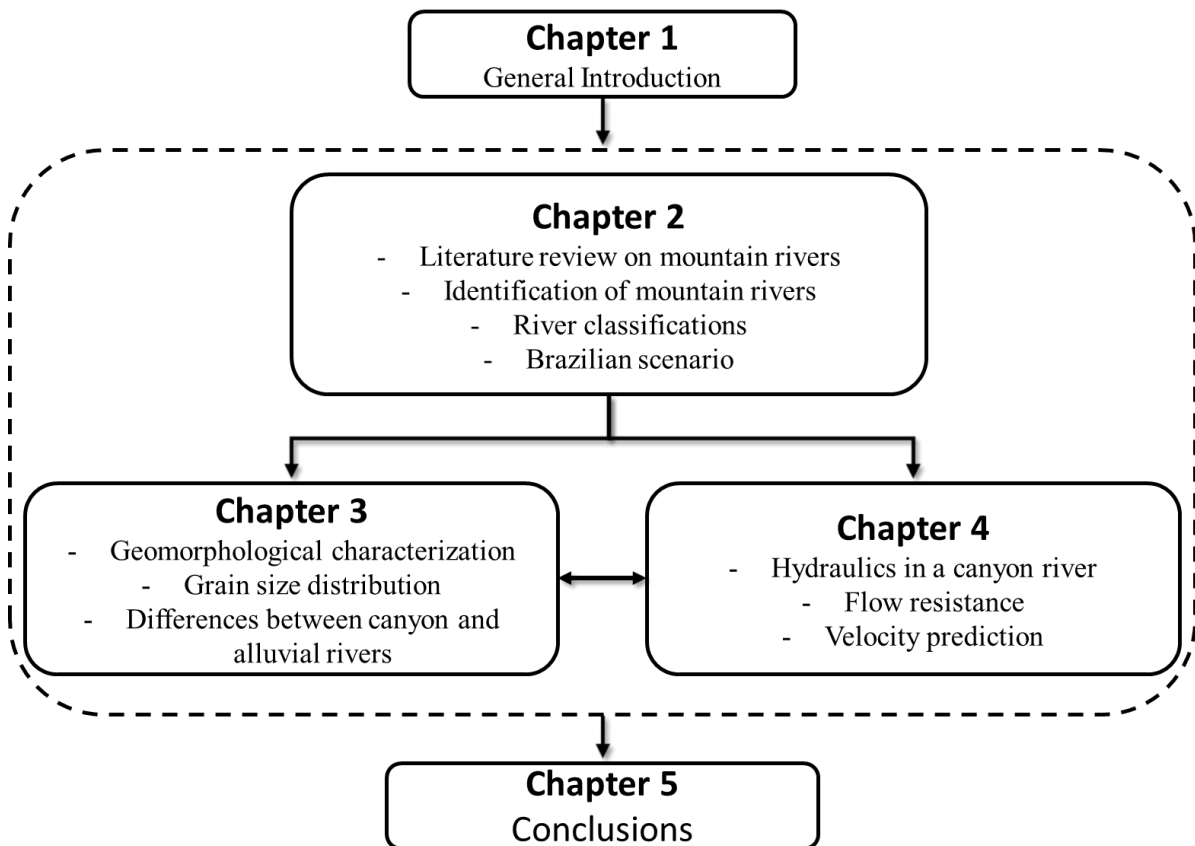 Chapter 1
General Introduction
Chapter 2
- Literature review on mountain rivers
- Identification of mountain rivers
- River classifications
- Brazilian scenario
Chapter 3
- Geomorphological characterization
- Grain size distribution
- Differences between canyon and
alluvial rivers
Chapter 4
- Hydraulics in a canyon river
- Flow resistance
- Velocity prediction
Chapter 5
Conclusions